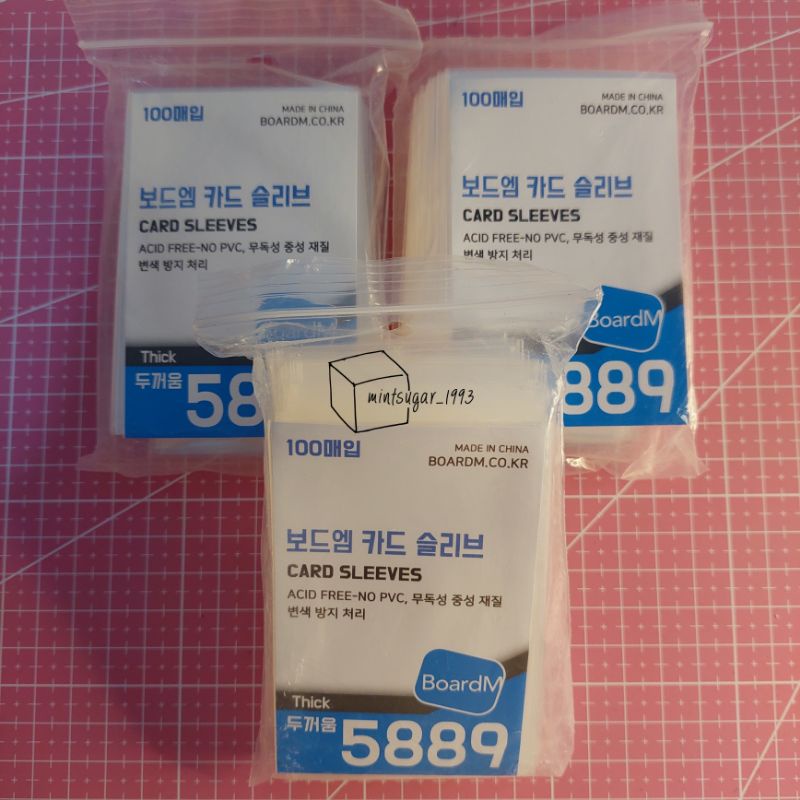 100매입
MADE IN CHINA
BOARDM.CO.KR
보드엠 카드 슬리브
CARD SLEEVES
ACID FREE-NO PVC, 무독성 중성 재질
변색 방지 처리
Thick
두꺼움 58
100매입
MADE IN CHINA
BOARDM.CO.KR
보드엠 카드 슬리브
CARD SLEEVES
ACID FREE-NO PVC, 무독성 중성 재질
변색 방지 처리
BoardM
889
mintsugar_1993
100매입
MADE IN CHINA
BOARDM.CO.KR
보드엠 카드 슬리브
CARD SLEEVES
ACID FREE-NO PVC, 무독성 중성 재질
변색 방지 처리
BoardM
Thick
두꺼움 5889